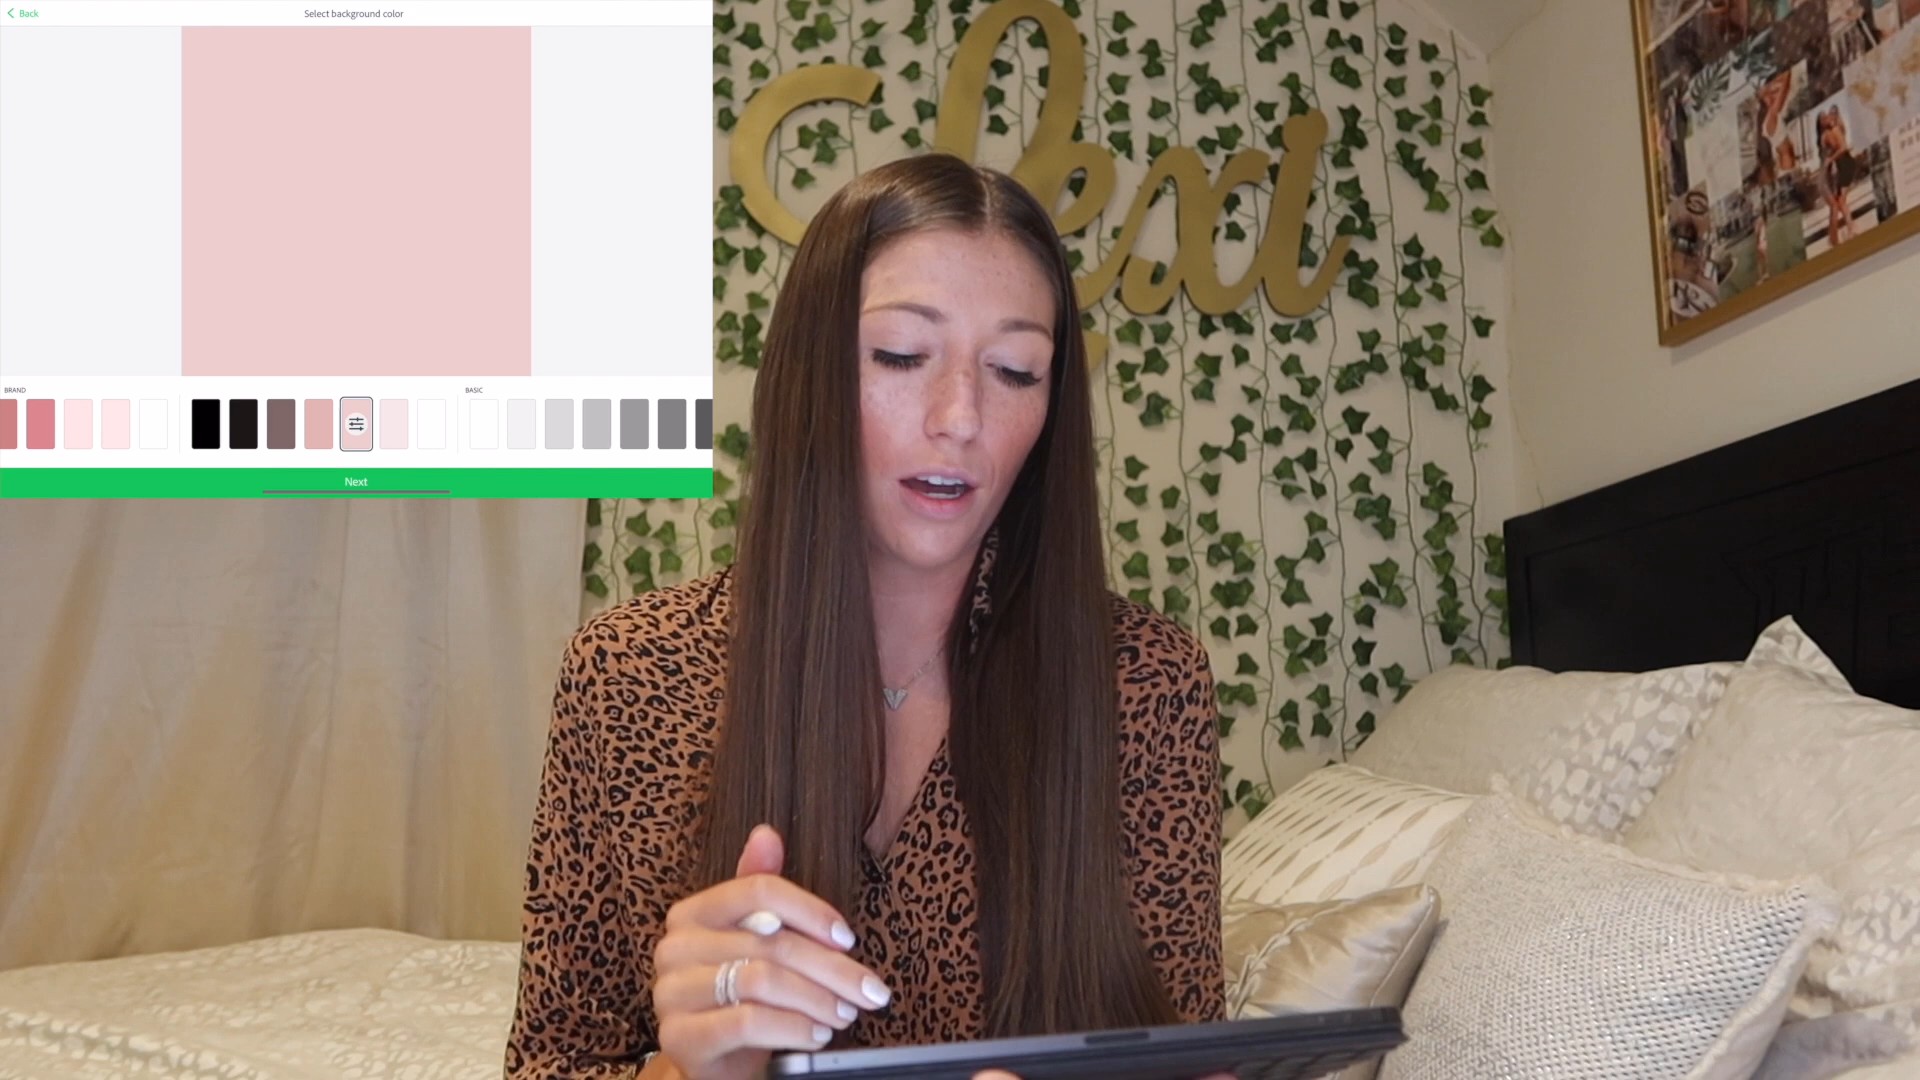 Back
Select background color
BRAND
BASIC
Next
Lexi